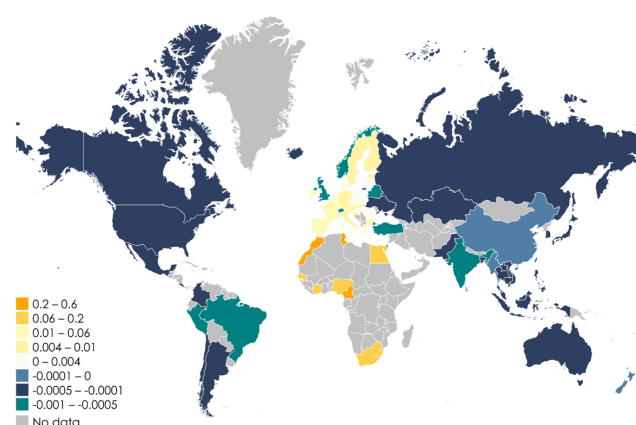 0.2 – 0.6
0.06 - 0.2
0.01 – 0.06
0.004 – 0.01
0 – 0.004
-0.0001 – 0
-0.0005 – -0.0001
-0.001 – -0.0005
No data